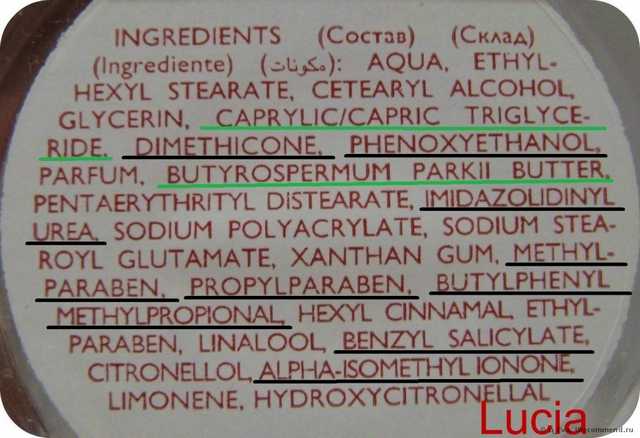 INGREDIENTS (Состав) (Склад)
(Ingrediente) (مكونات): AQUA, ETHYL-
HEXYL STEARATE, CETEARYL ALCOHOL,
GLYCERIN, CAPRYLIC/CAPRIC TRIGLYCE-
RIDE, DIMETHICONE, PHENOXYETHANOL,
PARFUM, BUTYROSPERMUM PARKII BUTTER,
PENTAERYTHRITYL DISTEARATE, IMIDAZOLIDINYL
UREA, SODIUM POLYACRYLATE, SODIUM STEA-
ROYL GLUTAMATE, XANTHAN GUM, METHYL-
PARABEN, PROPYLPARABEN, BUTYLPHENYL
METHYLPROPIONAL, HEXYL CINNAMAL, ETHYL-
PARABEN, LINALOOL, BENZYL SALICYLATE,
CITRONELLOL, ALPHA-ISOMETHYL IONONE,
LIMONENE, HYDROXYCITRONELLAL
Lucia